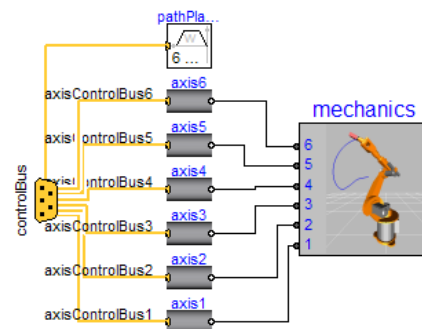 pathPla...
W
6 ...
axisControlBus6
axis6
axisControlBus5
axis5
axisControlBus4
axis4
axisControlBus3
axis3
axisControlBus2
axis2
axisControlBus1
axis1
controlBus
mechanics
6
5
4
3
2
1